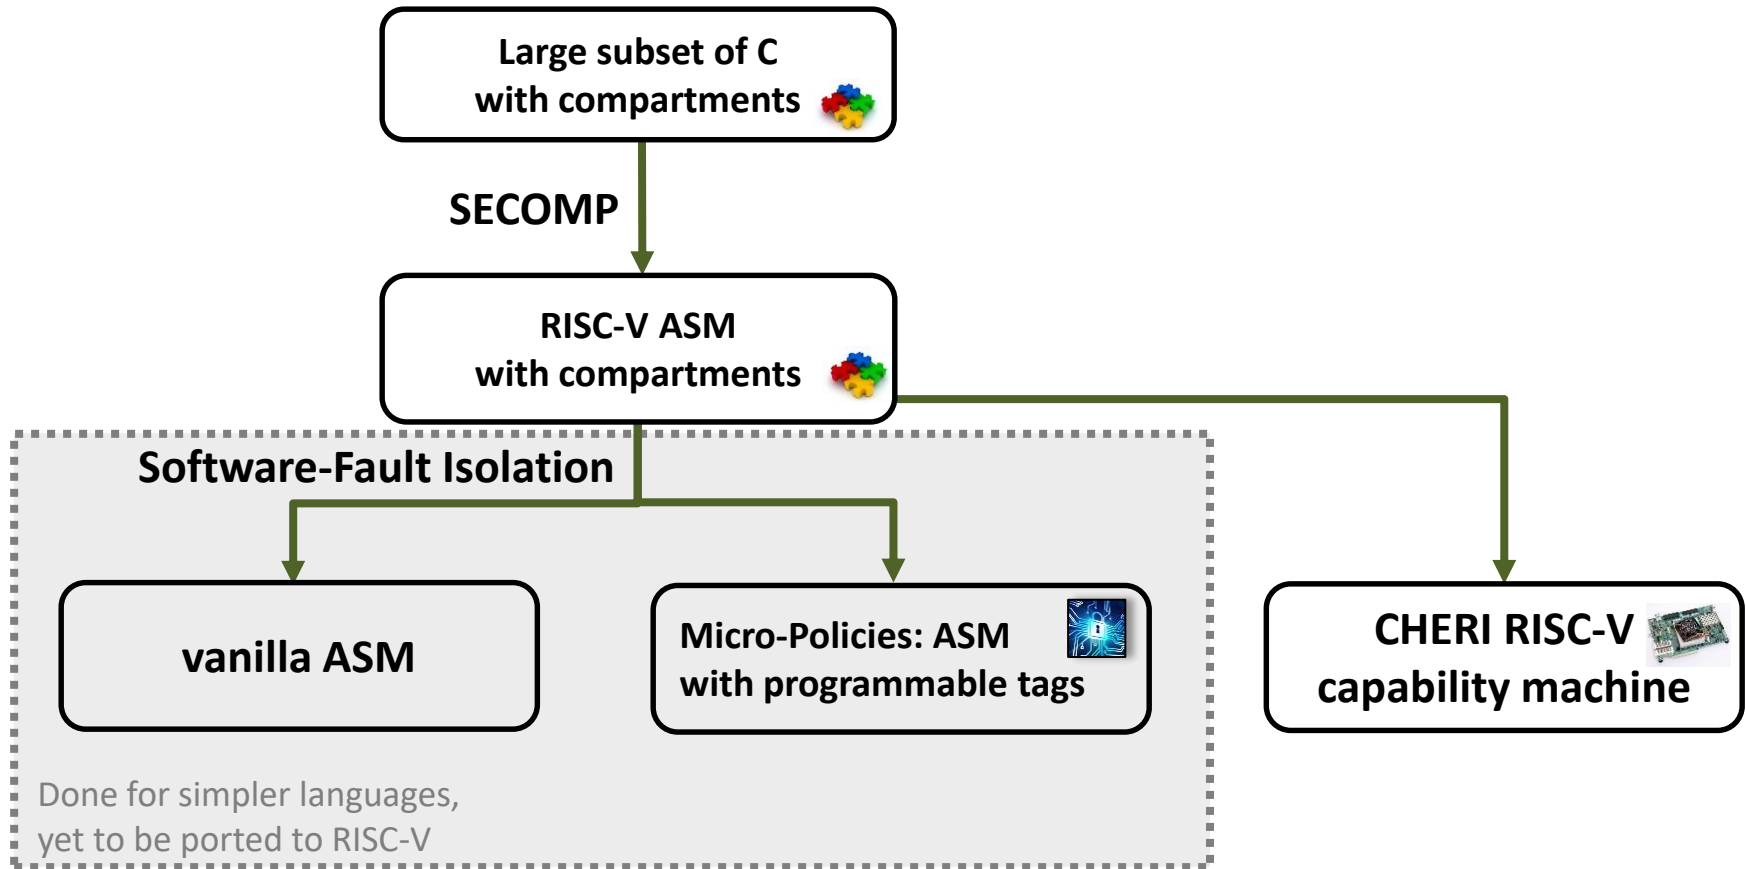 Large subset of C
with compartments
SECOMP
RISC-V ASM
with compartments
Software-Fault Isolation
vanilla ASM
Micro-Policies: ASM
with programmable tags
CHERI RISC-V
capability machine
Done for simpler languages,
yet to be ported to RISC-V